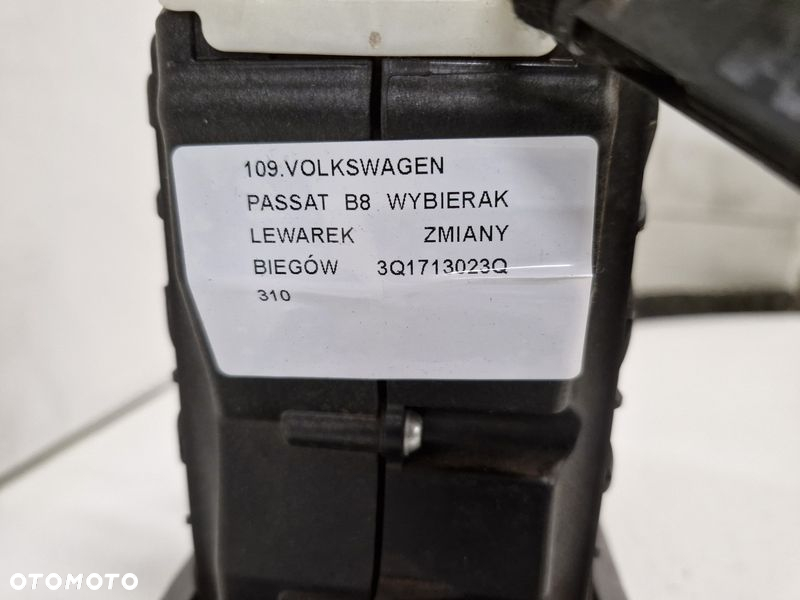 109.VOLKSWAGEN
PASSAT B8 WYBIERAK
LEWAREK ZMIANY
BIEGÓW 3Q1713023Q
310
OTOMOTO